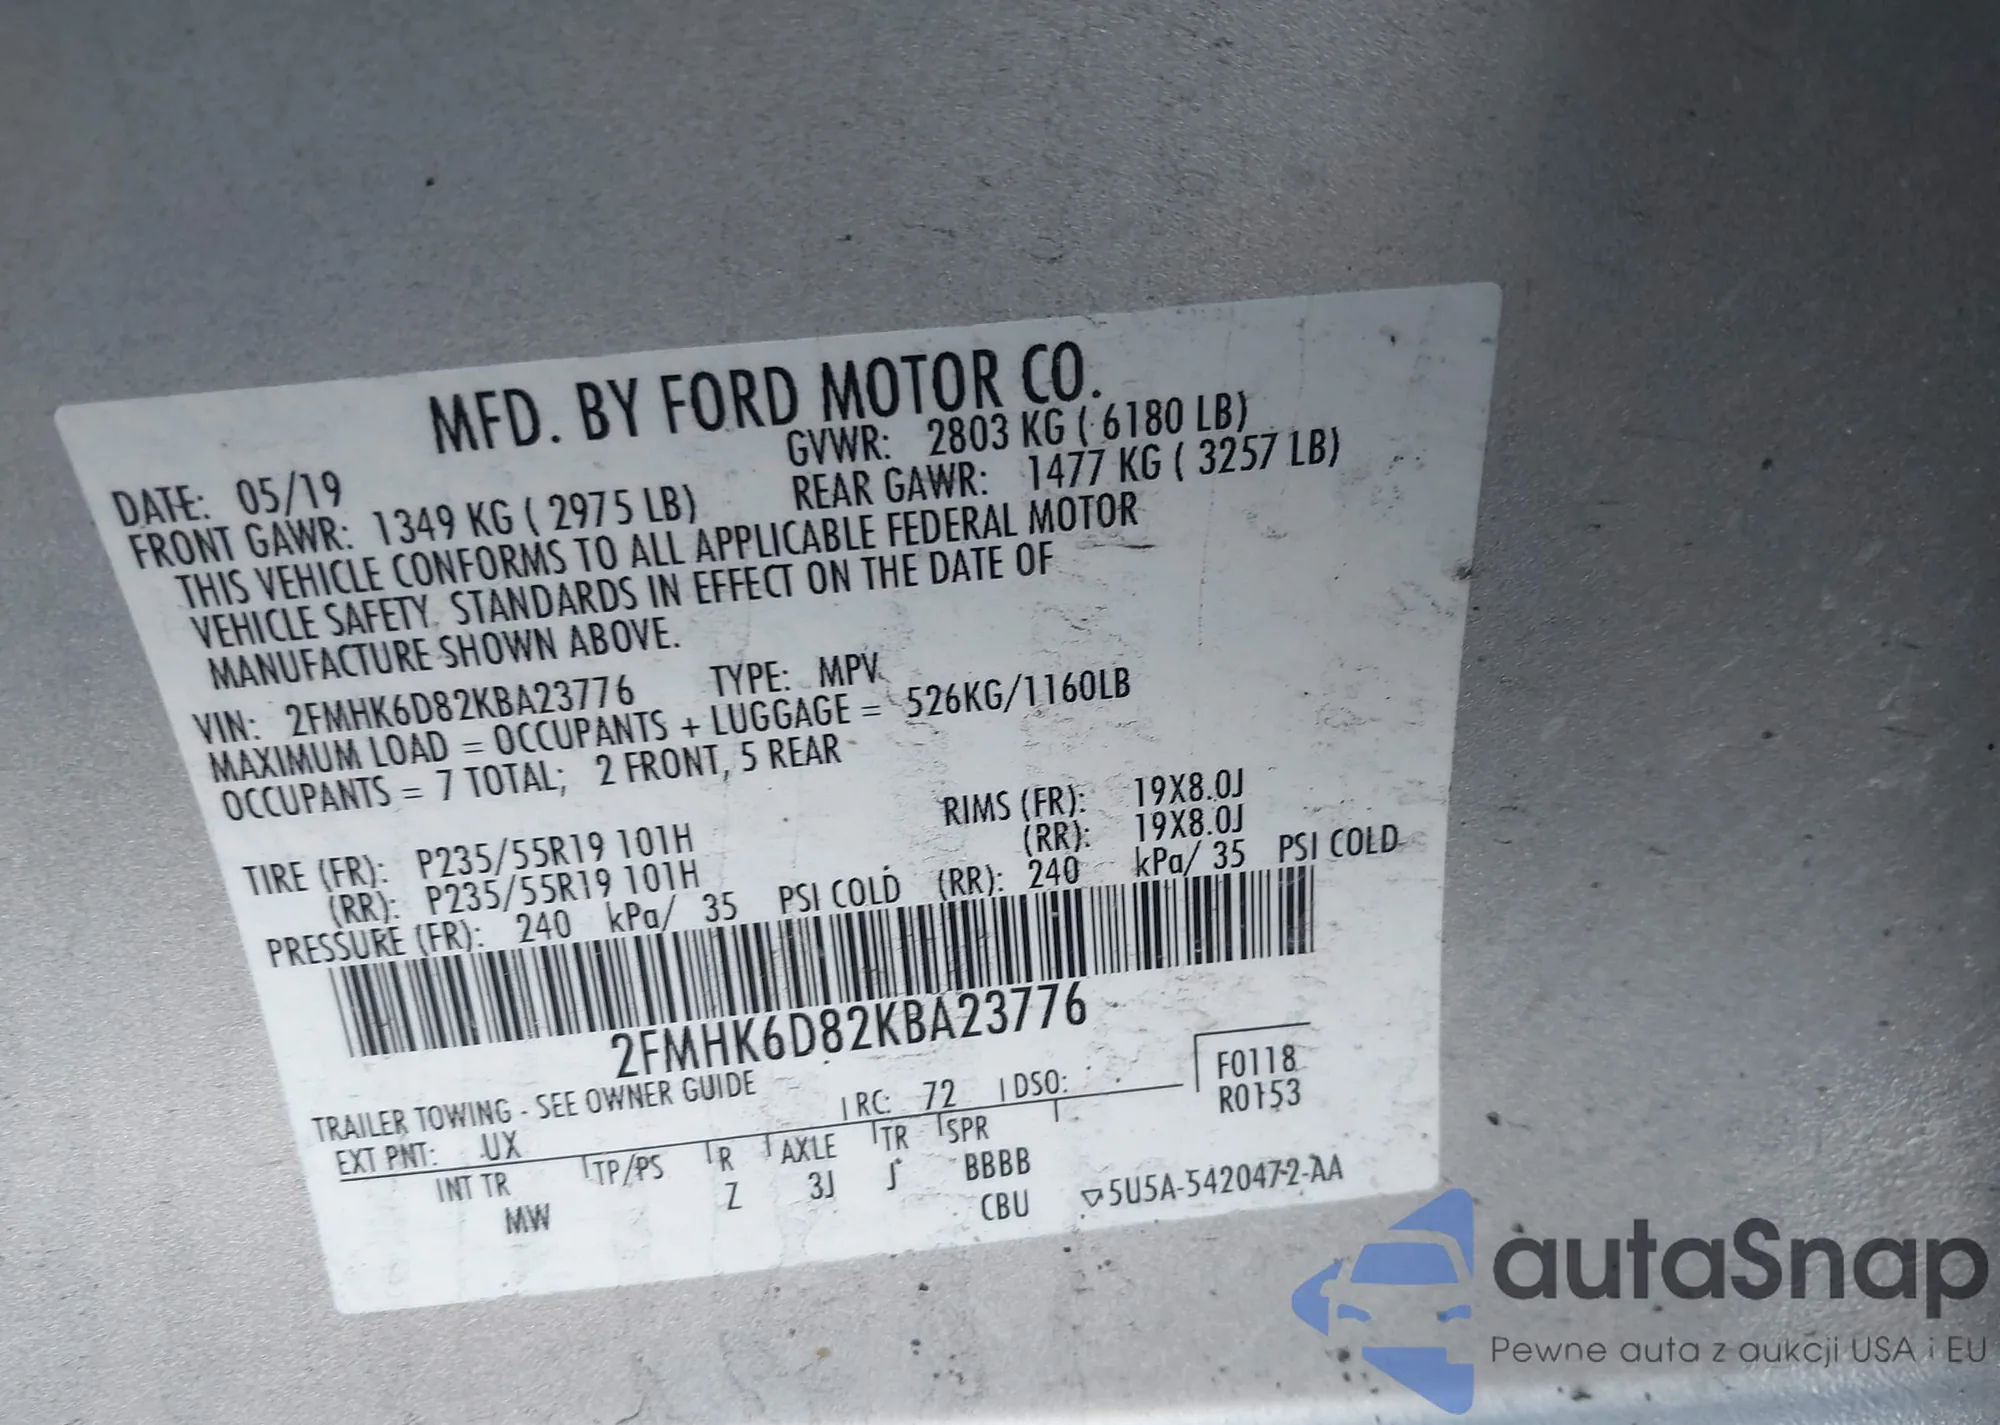 MFD. BY FORD MOTOR CO.
DATE: 05/19 GVWR: 2803 KG ( 6180 LB)
FRONT GAWR: 1349 KG ( 2975 LB) REAR GAWR: 1477 KG ( 3257 LB)
THIS VEHICLE CONFORMS TO ALL APPLICABLE FEDERAL MOTOR
VEHICLE SAFETY STANDARDS IN EFFECT ON THE DATE OF
MANUFACTURE SHOWN ABOVE.
VIN: 2FMHK6D82KBA23776 TYPE: MPV
MAXIMUM LOAD = OCCUPANTS + LUGGAGE = 526KG/1160LB
OCCUPANTS = 7 TOTAL; 2 FRONT, 5 REAR
TIRE (FR): P235/55R19 101H RIMS (FR): 19X8.0J
(RR): P235/55R19 101H (RR): 19X8.0J
PRESSURE (FR): 240 kPa/ 35 PSI COLD (RR): 240 kPa/ 35 PSI COLD
2FMHK6D82KBA23776
TRAILER TOWING - SEE OWNER GUIDE
F0118
EXT PNT: UX RC: 72 DSO:
R0153
INT TR TP/PS R AXLE TR SPR
MW Z 3J J BBBB
CBU 5U5A-5420472-AA
autaSnap
Pewne auta z aukcji USA i EU